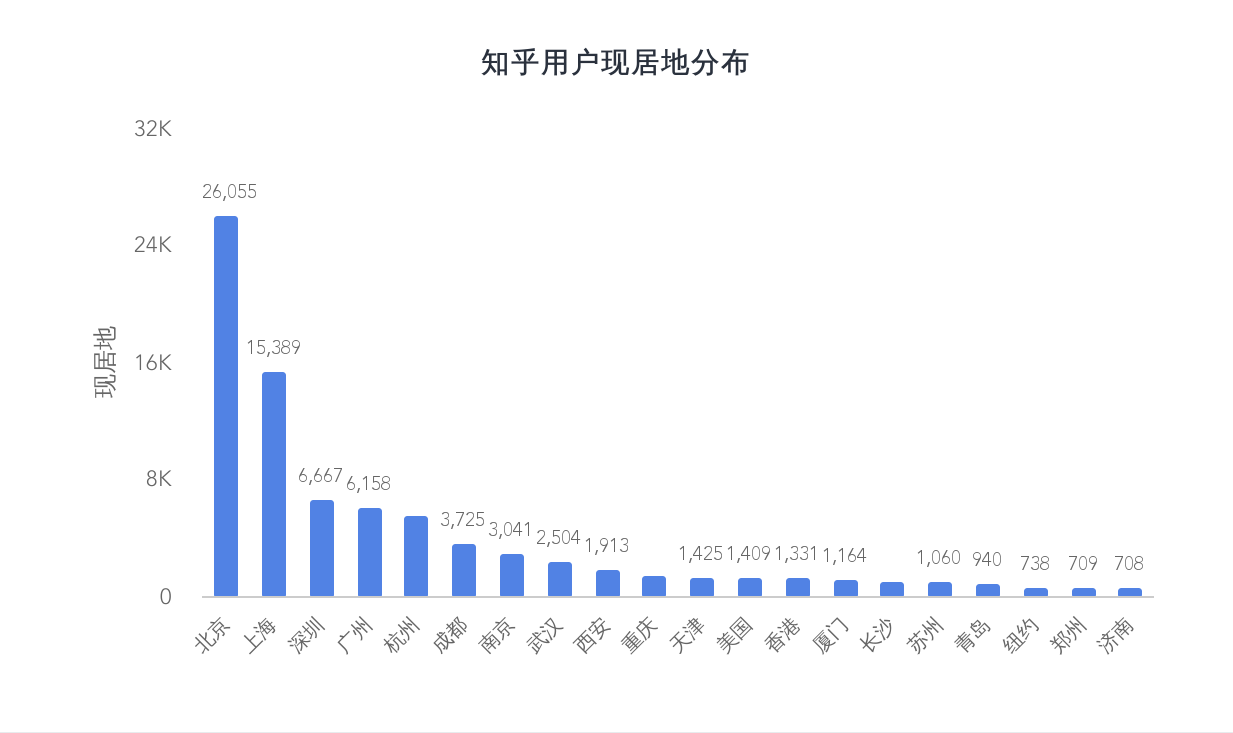 知乎用户现居地分布
现居地
32K
24K
16K
8K
0
26,055
15,389
6,667
6,158
3,725
3,041
2,504
1,913
1,425
1,409
1,331
1,164
1,060
940
738
709
708
北京
上海
深圳
广州
杭州
成都
南京
武汉
西安
重庆
天津
美国
香港
厦门
长沙
苏州
青岛
纽约
郑州
济南